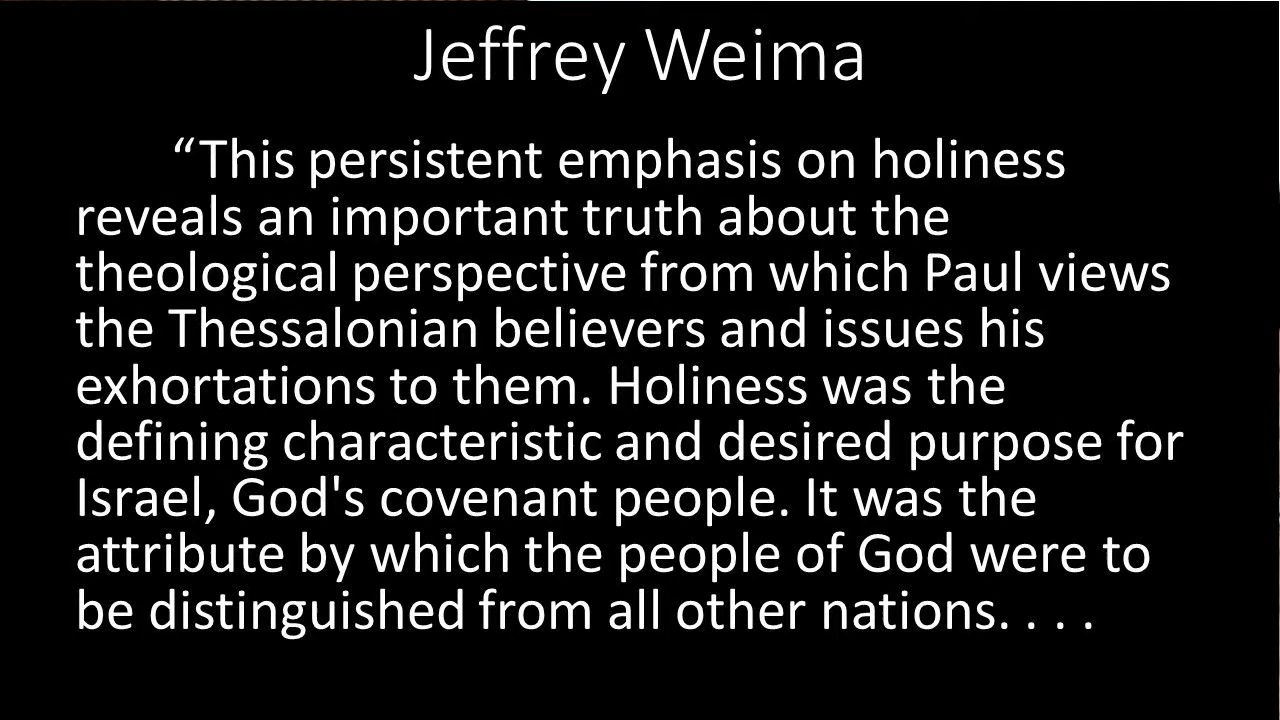 Jeffrey Weima
“This persistent emphasis on holiness
reveals an important truth about the
theological perspective from which Paul views
the Thessalonian believers and issues his
exhortations to them. Holiness was the
defining characteristic and desired purpose for
Israel, God's covenant people. It was the
attribute by which the people of God were to
be distinguished from all other nations. . . .